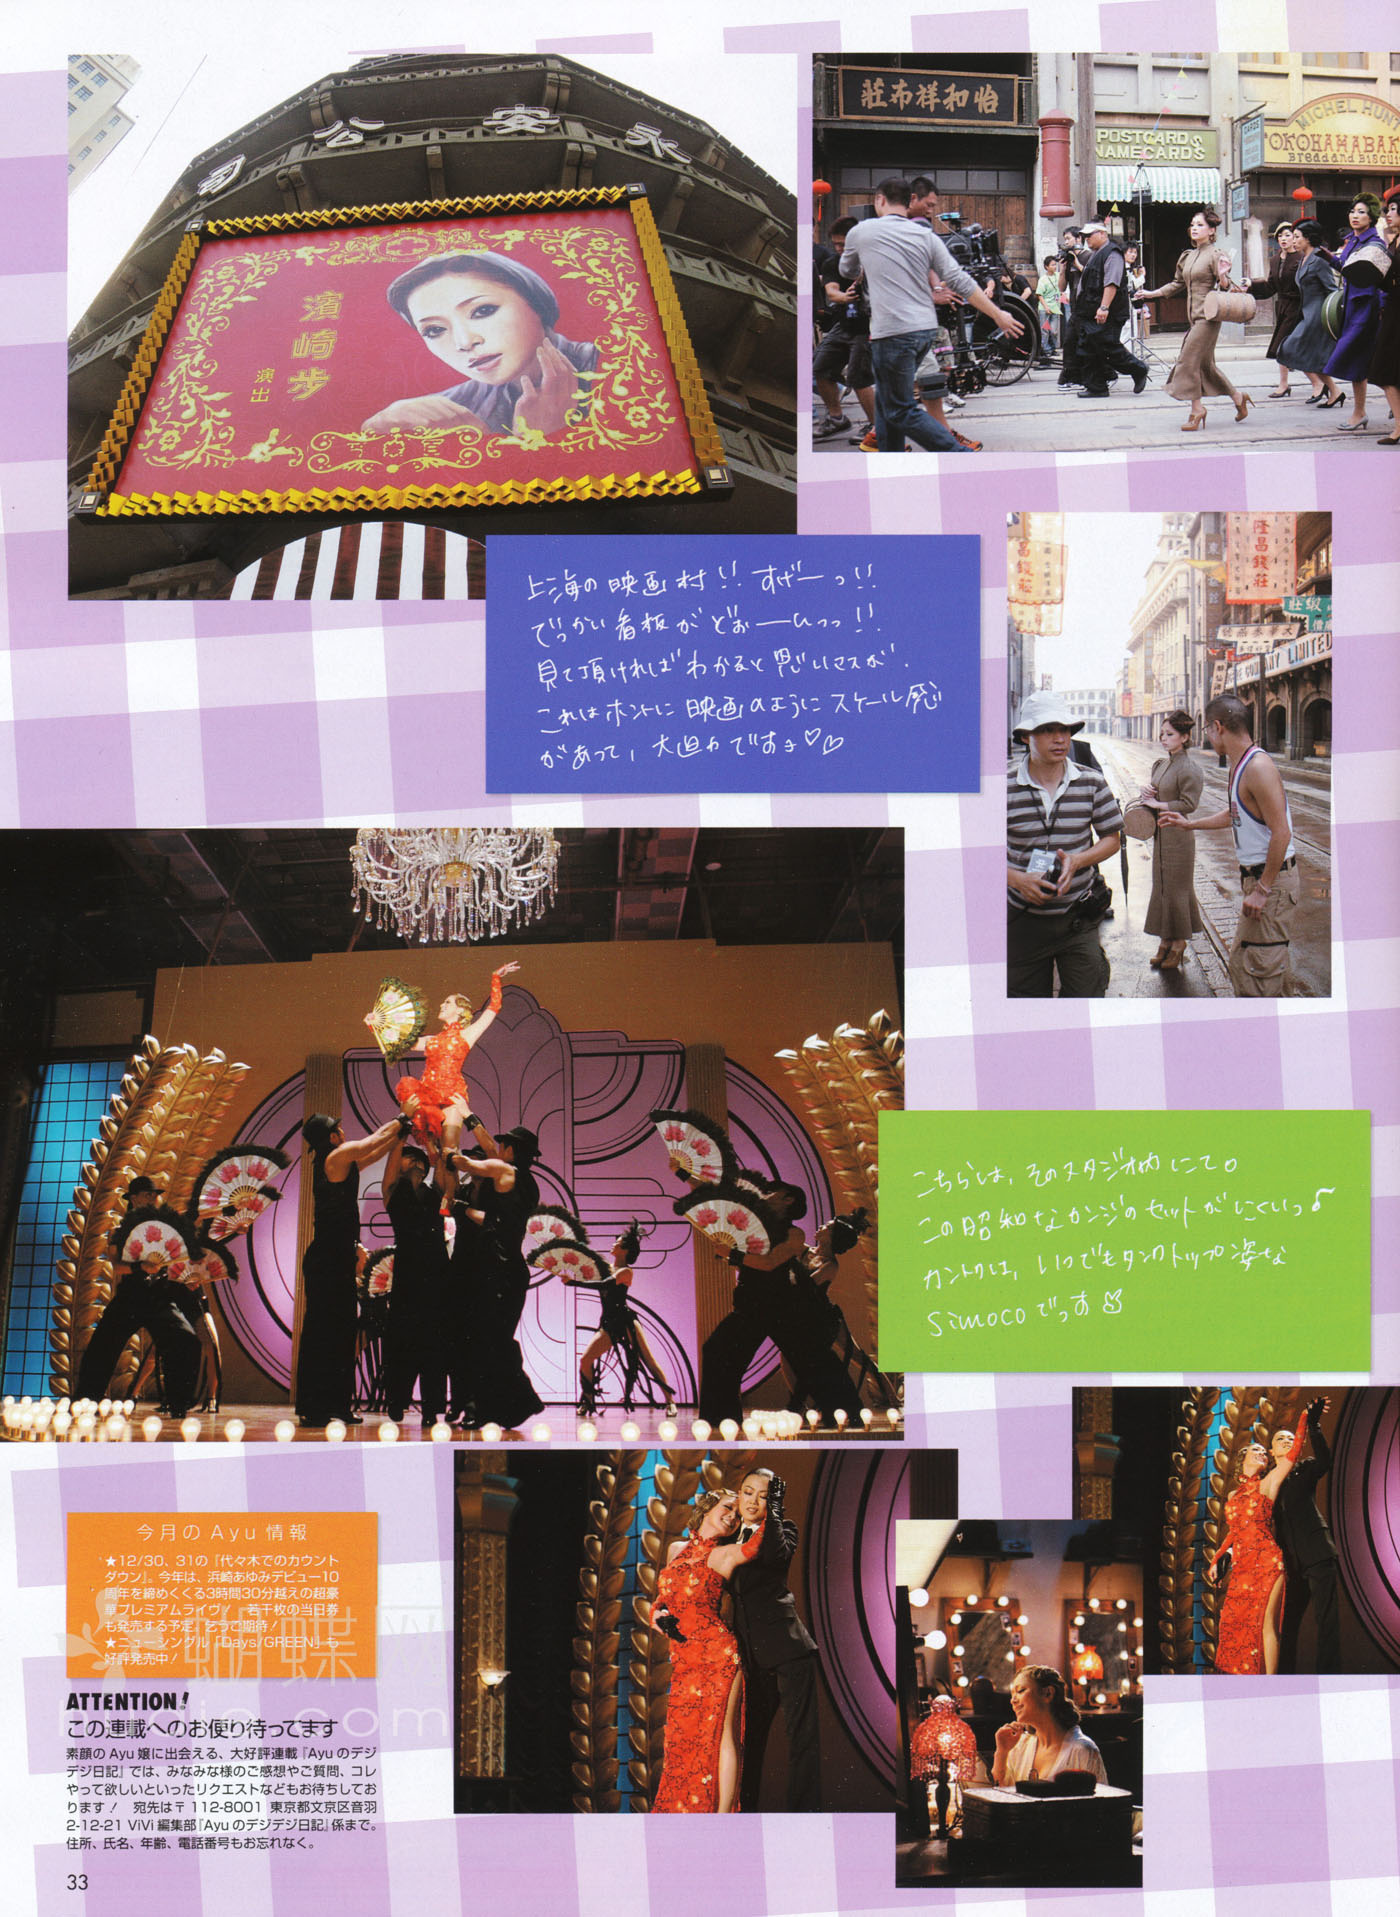 永安公司
濱崎步
演出
怡和祥布莊
POSTCARDS
NAMECARDS
CARDS
MICHEL HUN
YOKOHAMABAK
Bread and Biscui
昌錢莊
隆昌錢莊
LIMITED
上海の映画村!! すげーっ!!
でっかい看板がどぉーんっっ!!
見て頂ければわかると思いマスが、
これはホントに映画のようにスケール感
があって、大迫力ですょ♡♡
こちらは、そのスタジオ内にて。
この昭和なカンジのセットがにくいっ♪
カントクは、いつでもタンクトップ姿な
Simocoでっす
今月のAyu情報
★12/30、31の『代々木でのカウント
ダウン』。今年は、浜崎あゆみデビュー10
周年を締めくくる3時間30分越えの超豪
華プレミアムライヴ! 若干枚の当日券
も発売する予定。乞うご期待!
★ニューシングル「Days/GREEN」も
好評発売中!
ATTENTION!
この連載へのお便り待ってます
素顔のAyu嬢に出会える、大好評連載『Ayuのデジ
デジ日記』では、みなみな様のご感想やご質問、コレ
やって欲しいといったリクエストなどもお待ちしてお
ります! 宛先は〒112-8001 東京都文京区音羽
2-12-21 ViVi編集部『Ayuのデジデジ日記』係まで。
住所、氏名、年齢、電話番号もお忘れなく。
蝴蝶网
hudie.com
33